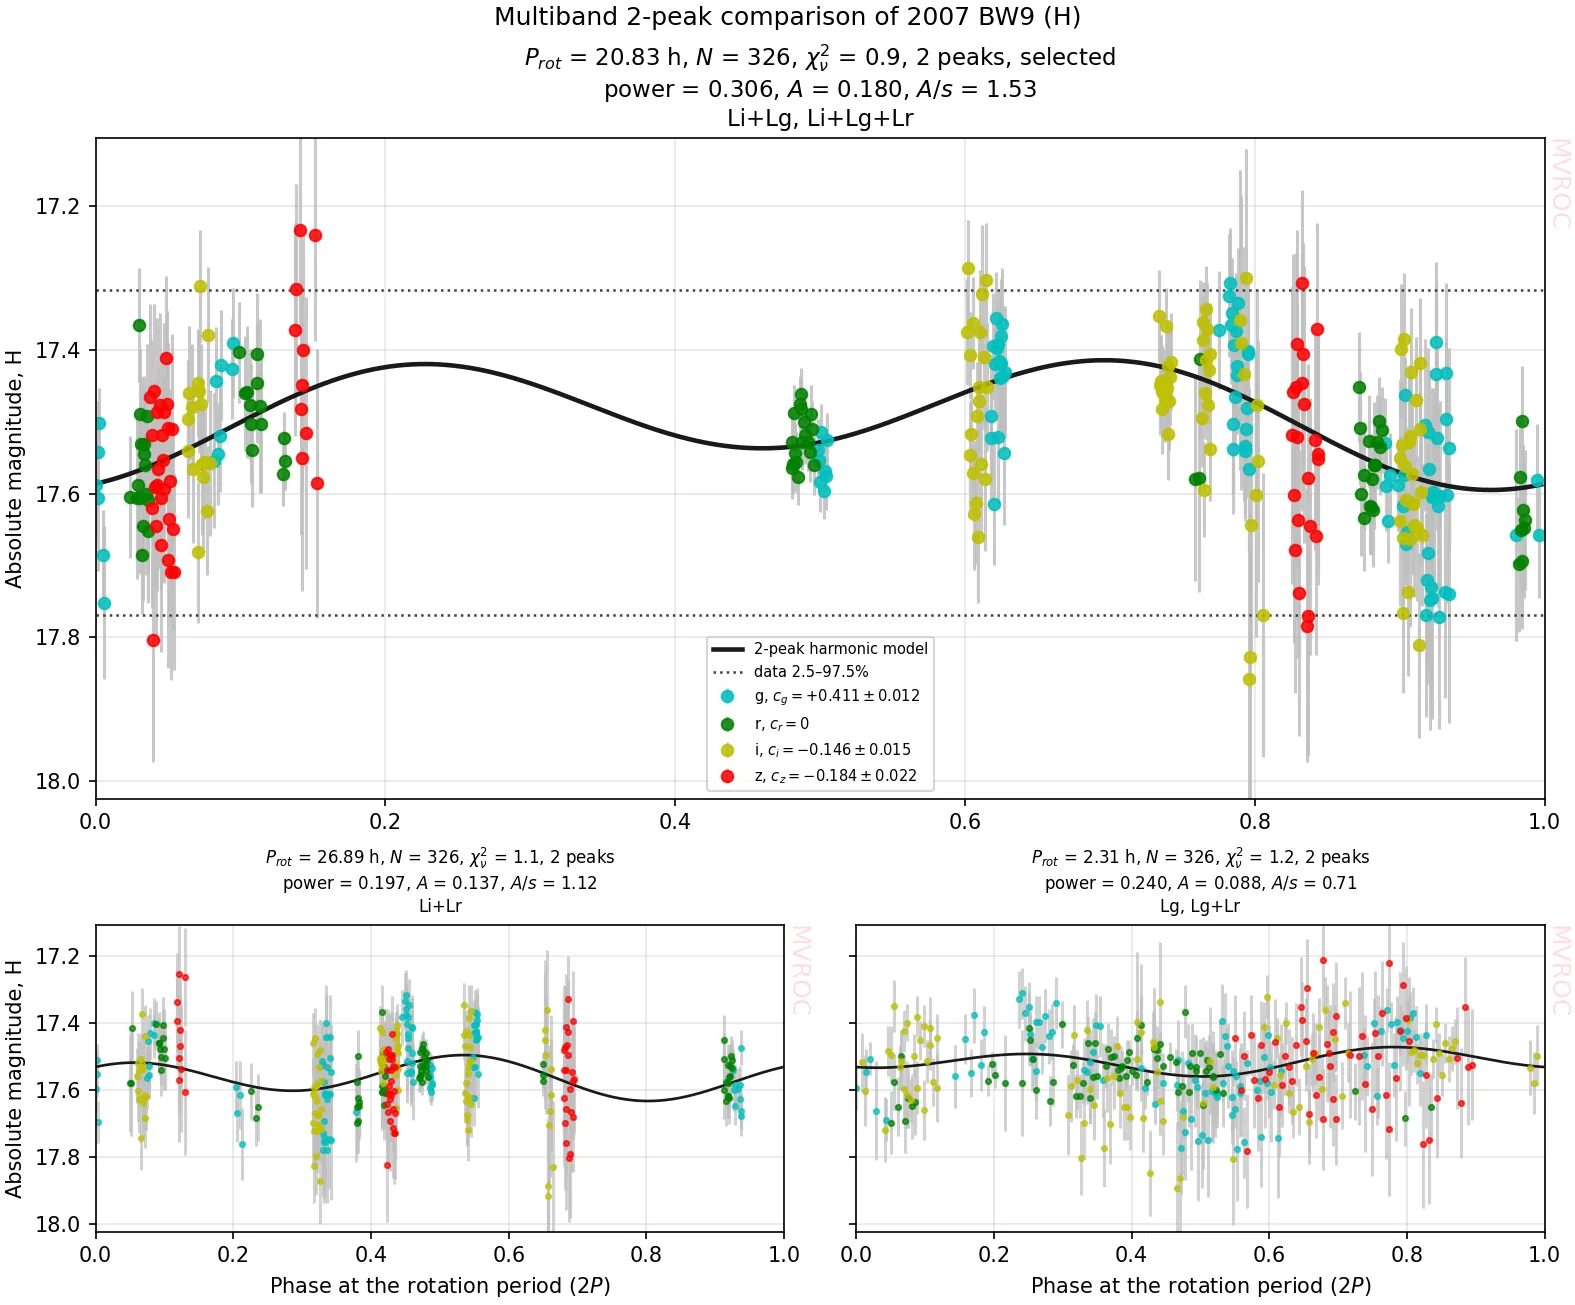 Multiband 2-peak comparison of 2007 BW9 (H)
P_rot = 20.83 h, N = 326, χ²_ν = 0.9, 2 peaks, selected
power = 0.306, A = 0.180, A/s = 1.53
Li+Lg, Li+Lg+Lr
MVROC
Absolute magnitude, H
17.2
17.4
17.6
17.8
18.0
2-peak harmonic model
data 2.5–97.5%
g, c_g = +0.411 ± 0.012
r, c_r = 0
i, c_i = −0.146 ± 0.015
z, c_z = −0.184 ± 0.022
0.0 0.2 0.4 0.6 0.8 1.0
P_rot = 26.89 h, N = 326, χ²_ν = 1.1, 2 peaks
power = 0.197, A = 0.137, A/s = 1.12
Li+Lr
MVROC
Absolute magnitude, H
17.2
17.4
17.6
17.8
18.0
0.0 0.2 0.4 0.6 0.8 1.0
Phase at the rotation period (2P)
P_rot = 2.31 h, N = 326, χ²_ν = 1.2, 2 peaks
power = 0.240, A = 0.088, A/s = 0.71
Lg, Lg+Lr
MVROC
0.0 0.2 0.4 0.6 0.8 1.0
Phase at the rotation period (2P)